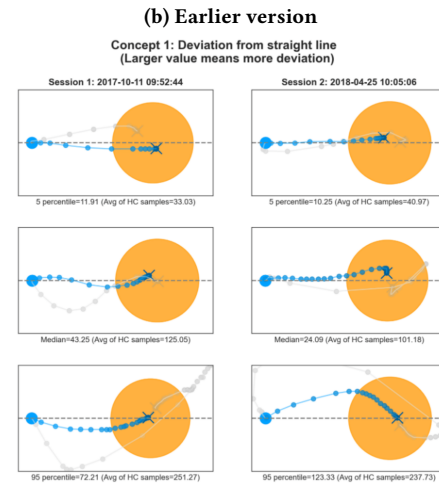 (b) Earlier version
Concept 1: Deviation from straight line
(Larger value means more deviation)
Session 1: 2017-10-11 09:52:44
Session 2: 2018-04-25 10:05:06
5 percentile=11.91 (Avg of HC samples=33.03)
5 percentile=10.25 (Avg of HC samples=40.97)
Median=43.25 (Avg of HC samples=125.05)
Median=24.09 (Avg of HC samples=101.18)
95 percentile=72.21 (Avg of HC samples=251.27)
95 percentile=123.33 (Avg of HC samples=237.73)